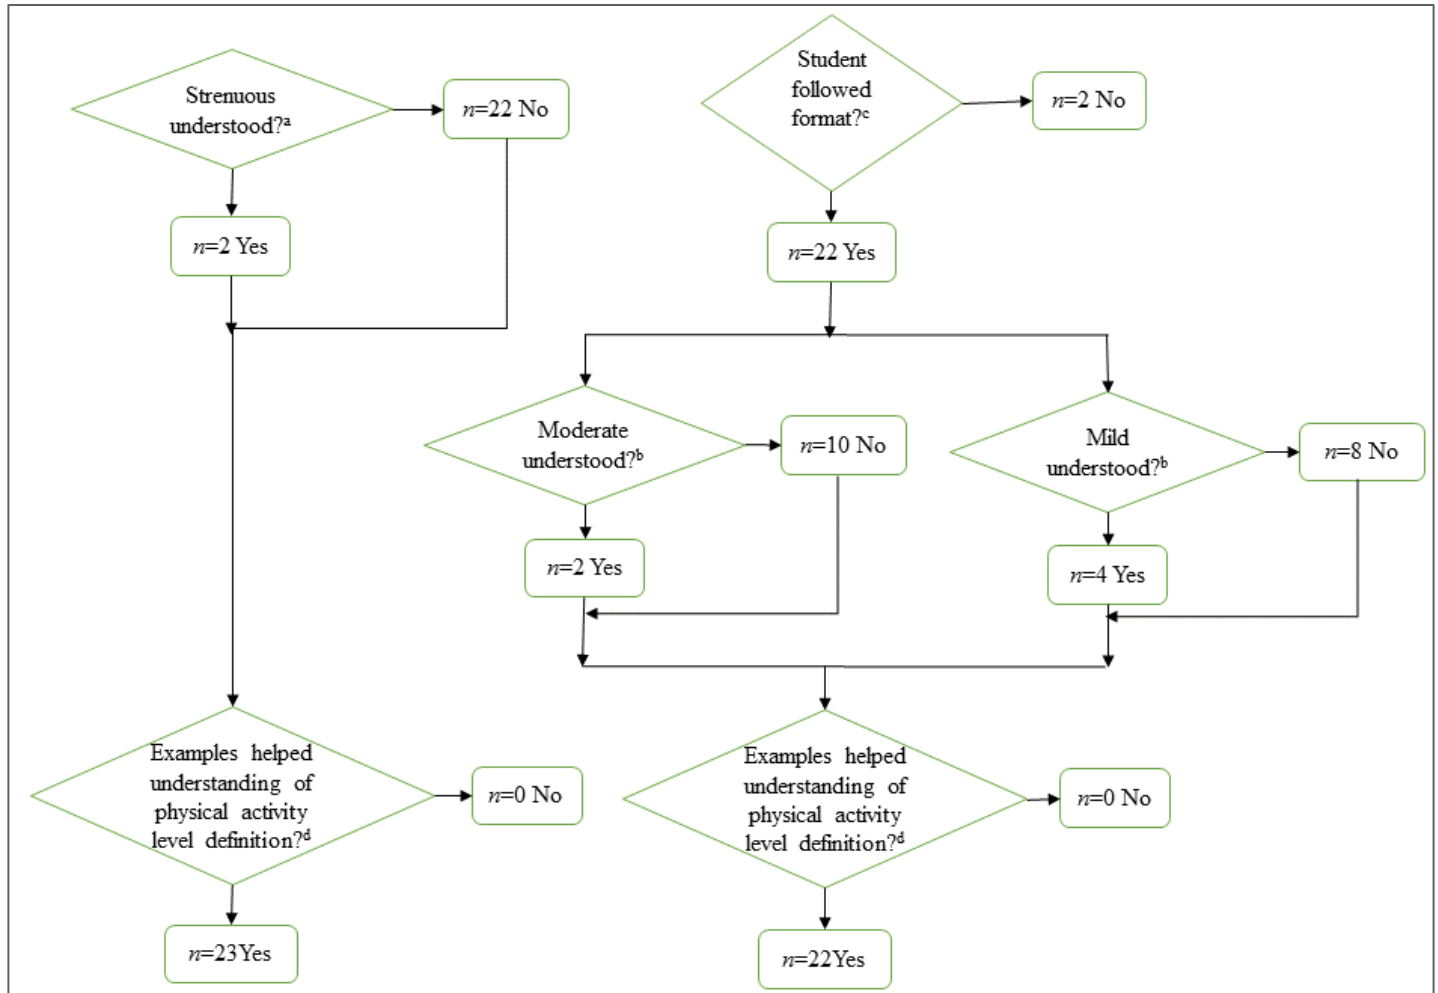 Strenuous
understood?ᵃ
n=22 No
n=2 Yes
Student
followed
format?ᶜ
n=2 No
n=22 Yes
Moderate
understood?ᵇ
n=10 No
n=2 Yes
Mild
understood?ᵇ
n=8 No
n=4 Yes
Examples helped
understanding of
physical activity
level definition?ᵈ
n=0 No
n=23Yes
Examples helped
understanding of
physical activity
level definition?ᵈ
n=0 No
n=22Yes